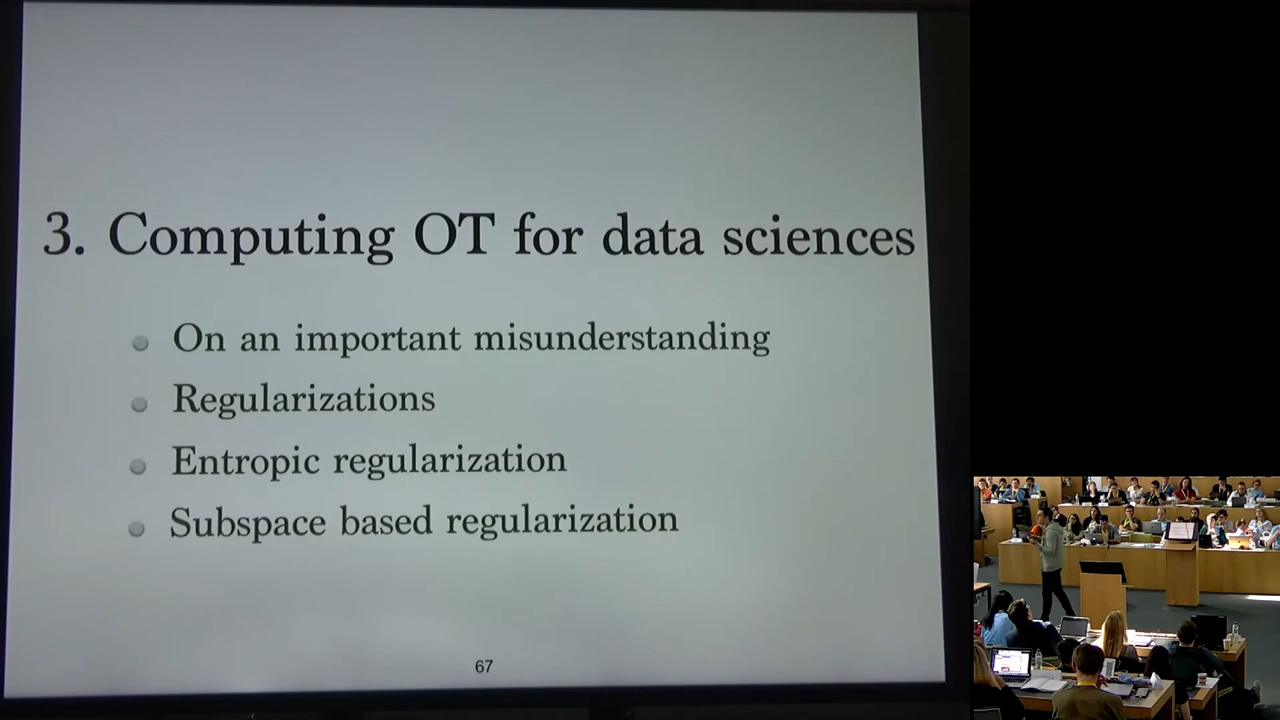 3. Computing OT for data sciences
On an important misunderstanding
Regularizations
Entropic regularization
Subspace based regularization
67